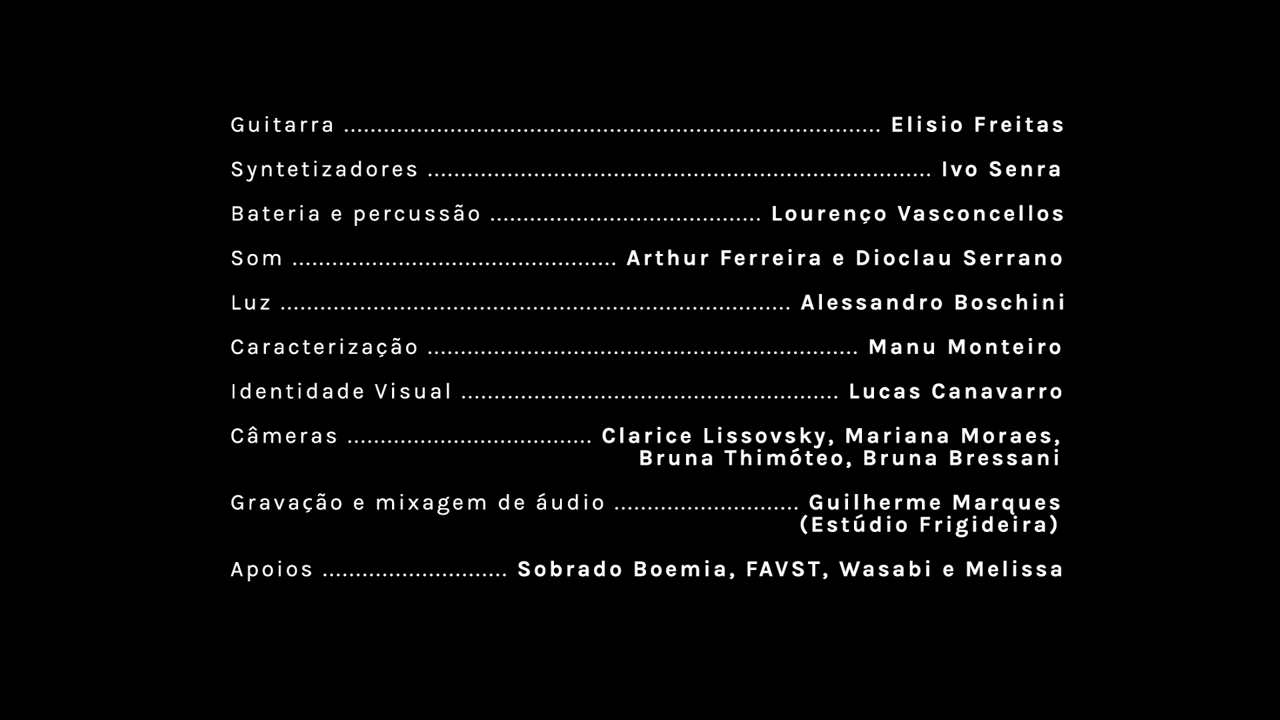 Guitarra ................................................................................. Elisio Freitas
Syntetizadores ............................................................................ Ivo Senra
Bateria e percussão ......................................... Lourenço Vasconcellos
Som ................................................. Arthur Ferreira e Dioclau Serrano
Luz ............................................................................. Alessandro Boschini
Caracterização ................................................................. Manu Monteiro
Identidade Visual ......................................................... Lucas Canavarro
Câmeras ..................................... Clarice Lissovsky, Mariana Moraes,
Bruna Thimóteo, Bruna Bressani
Gravação e mixagem de áudio ............................ Guilherme Marques
(Estúdio Frigideira)
Apoios ............................ Sobrado Boemia, FAVST, Wasabi e Melissa